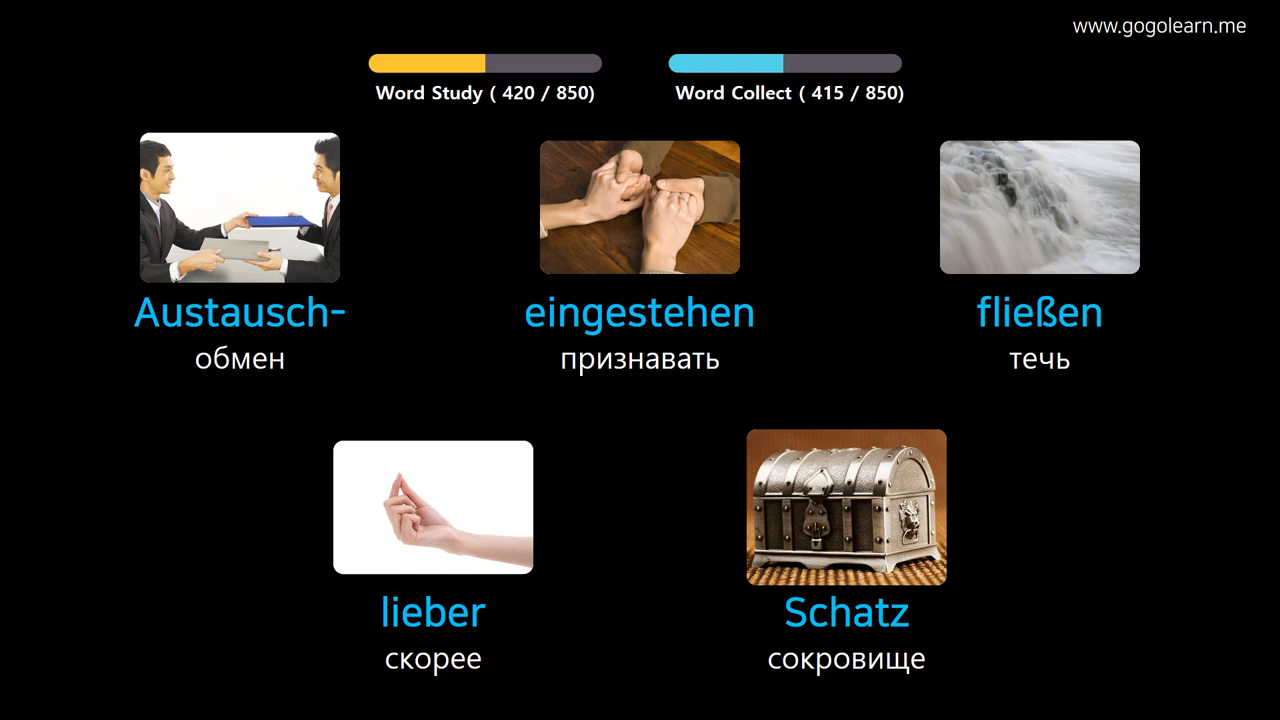 www.gogolearn.me
Word Study ( 420 / 850)
Word Collect ( 415 / 850)
Austausch-
обмен
eingestehen
признавать
fließen
течь
lieber
скорее
Schatz
сокровище